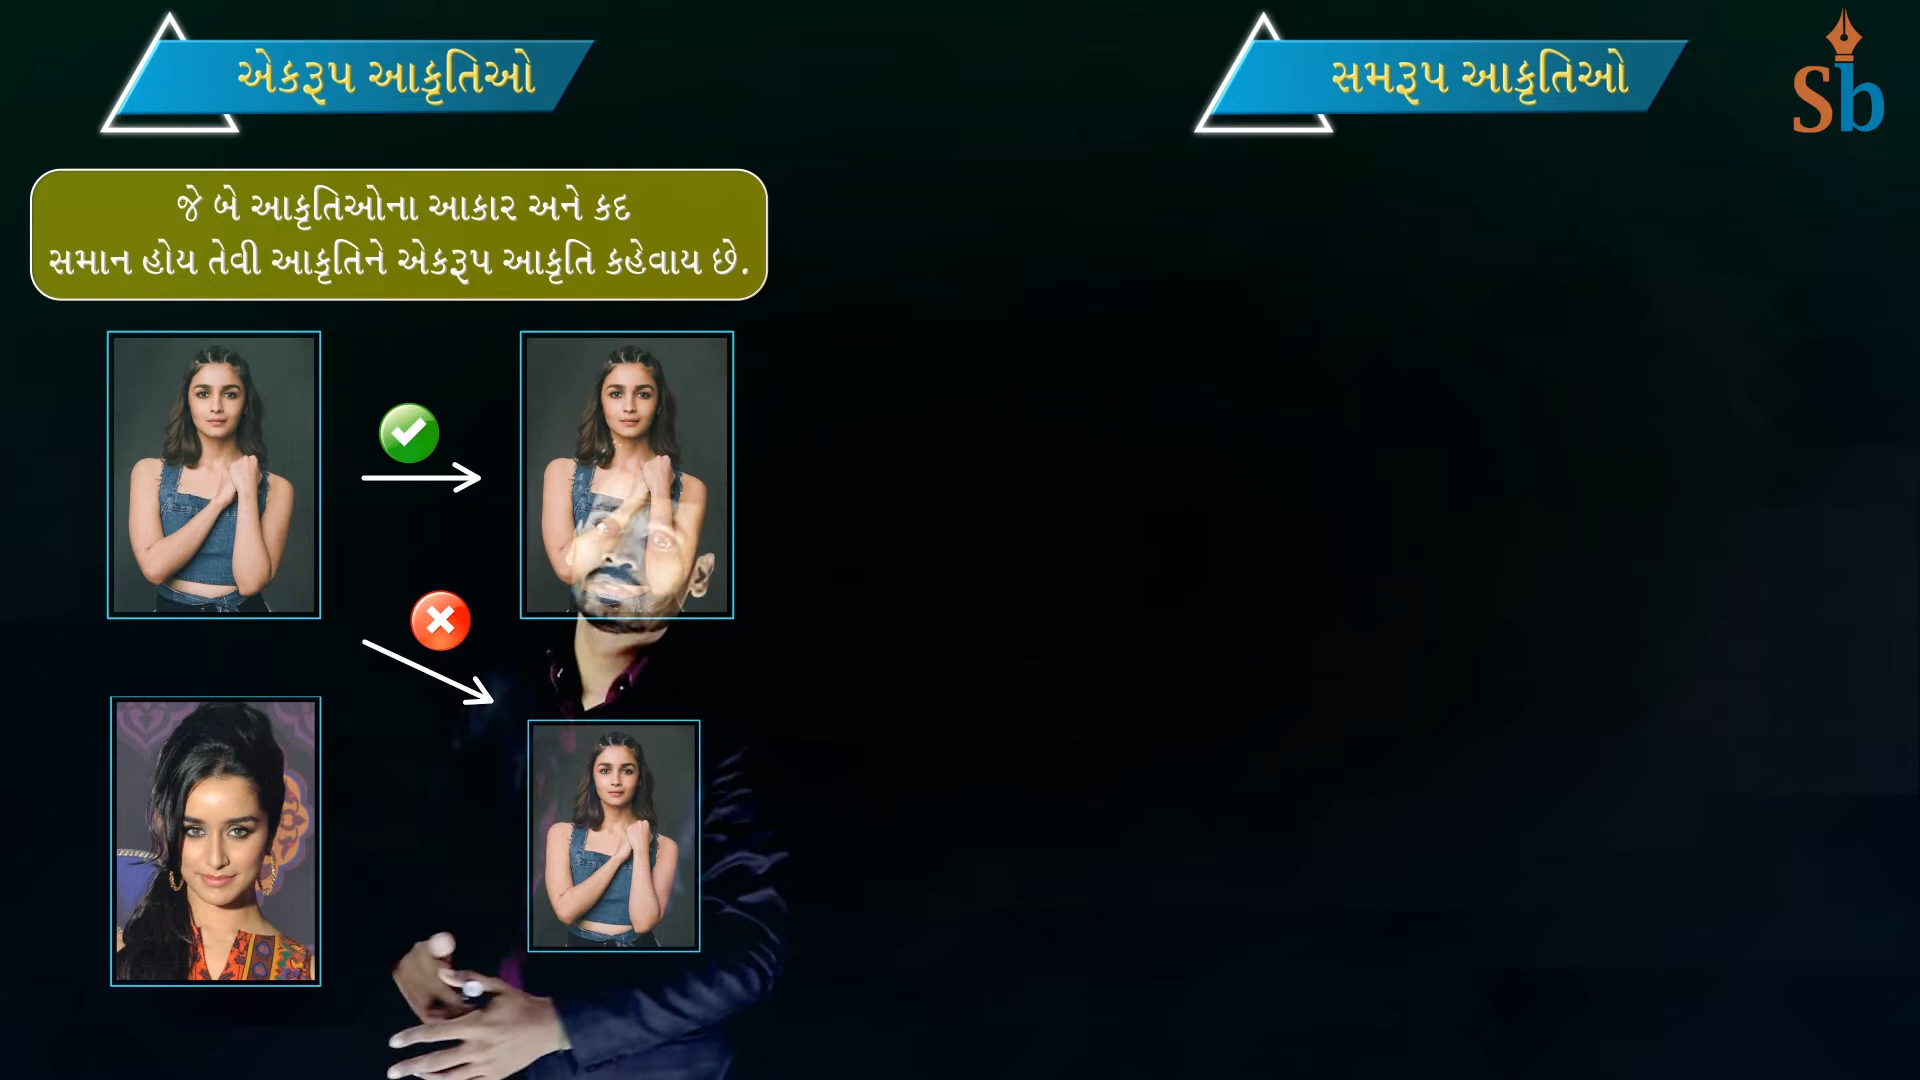 એકરૂપ આકૃતિઓ
સમરૂપ આકૃતિઓ
Sb
જે બે આકૃતિઓના આકાર અને કદ
સમાન હોય તેવી આકૃતિને એકરૂપ આકૃતિ કહેવાય છે.